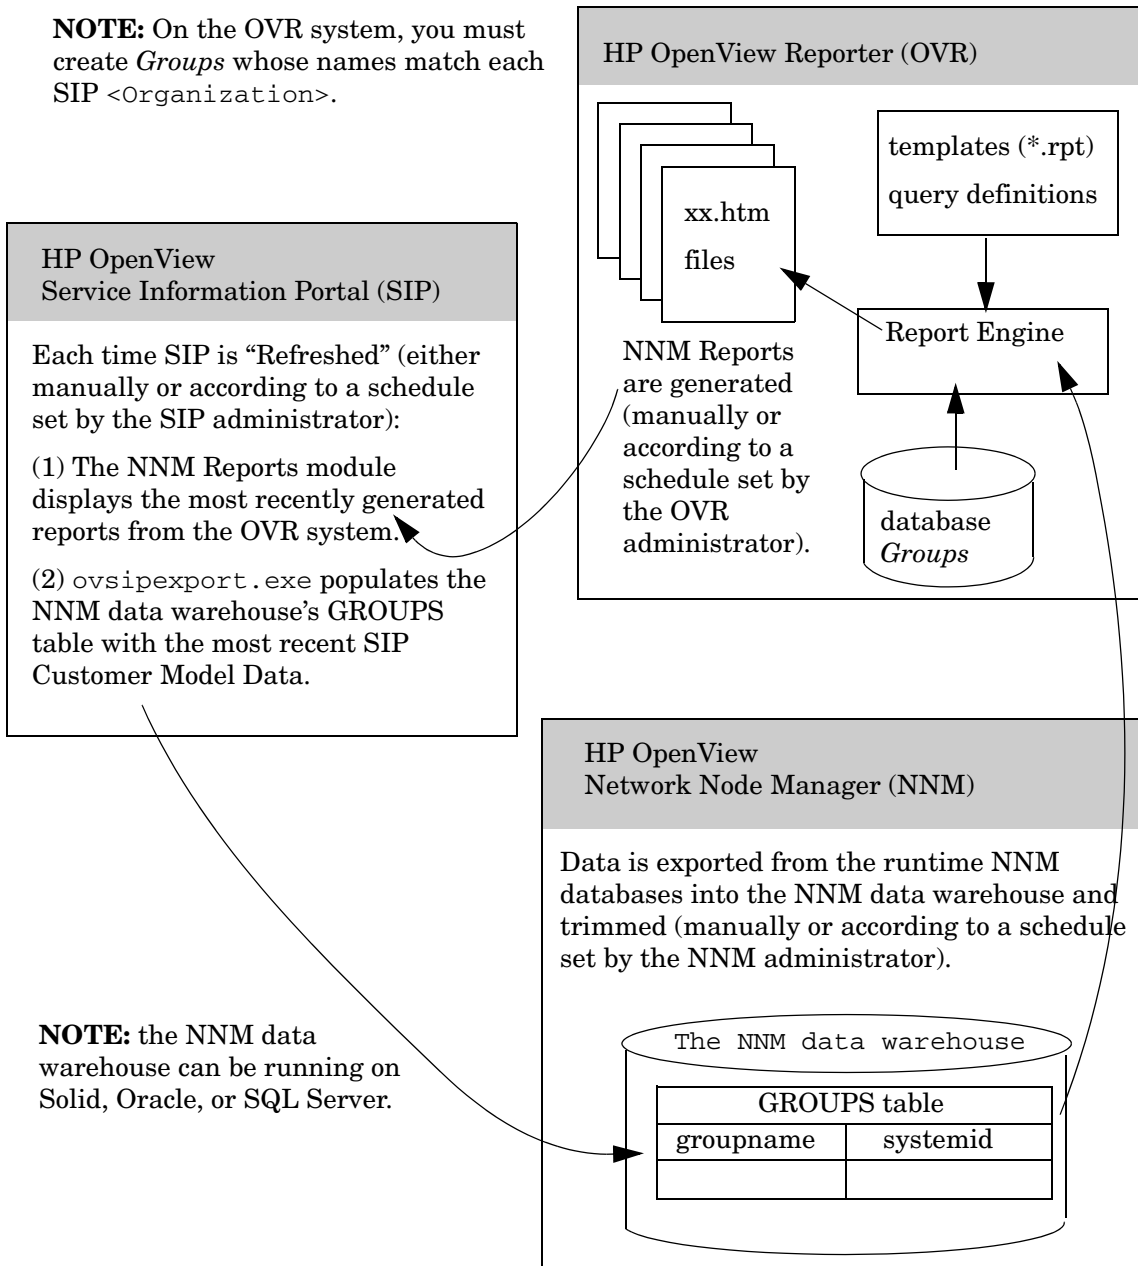 NOTE: On the OVR system, you must
create Groups whose names match each
SIP <Organization>.
HP OpenView Reporter (OVR)
templates (*.rpt)
query definitions
xx.htm
files
Report Engine
NNM Reports
are generated
(manually or
according to a
schedule set by
the OVR
administrator).
database
Groups
HP OpenView
Service Information Portal (SIP)
Each time SIP is “Refreshed” (either
manually or according to a schedule
set by the SIP administrator):
(1) The NNM Reports module
displays the most recently generated
reports from the OVR system.
(2) ovsipexport.exe populates the
NNM data warehouse’s GROUPS
table with the most recent SIP
Customer Model Data.
HP OpenView
Network Node Manager (NNM)
Data is exported from the runtime NNM
databases into the NNM data warehouse and
trimmed (manually or according to a schedule
set by the NNM administrator).
NOTE: the NNM data
warehouse can be running on
Solid, Oracle, or SQL Server.
The NNM data warehouse
GROUPS table
groupname systemid